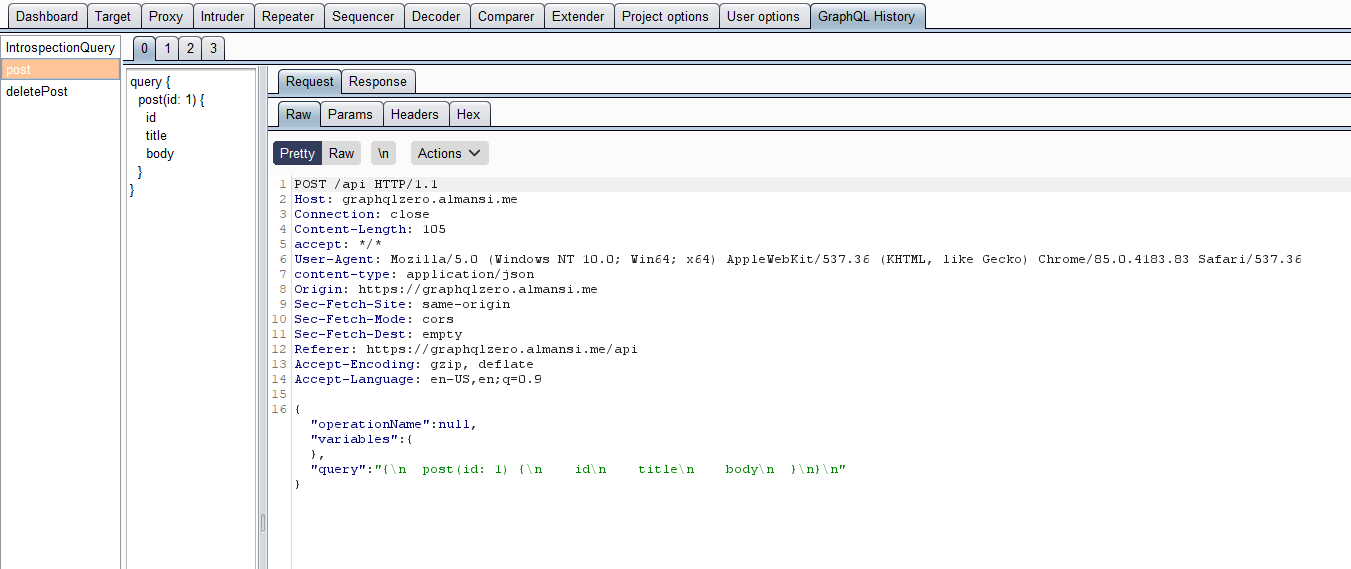 Dashboard Target Proxy Intruder Repeater Sequencer Decoder Comparer Extender Project options User options GraphQL History
IntrospectionQuery
post
deletePost
0 1 2 3
query {
  post(id: 1) {
    id
    title
    body
  }
}
Request Response
Raw Params Headers Hex
Pretty Raw \n Actions
1 POST /api HTTP/1.1
2 Host: graphqlzero.almansi.me
3 Connection: close
4 Content-Length: 105
5 accept: */*
6 User-Agent: Mozilla/5.0 (Windows NT 10.0; Win64; x64) AppleWebKit/537.36 (KHTML, like Gecko) Chrome/85.0.4183.83 Safari/537.36
7 content-type: application/json
8 Origin: https://graphqlzero.almansi.me
9 Sec-Fetch-Site: same-origin
10 Sec-Fetch-Mode: cors
11 Sec-Fetch-Dest: empty
12 Referer: https://graphqlzero.almansi.me/api
13 Accept-Encoding: gzip, deflate
14 Accept-Language: en-US,en;q=0.9
15
16 {
  "operationName":null,
  "variables":{
  },
  "query":"{\n  post(id: 1) {\n    id\n    title\n    body\n  }\n}\n"
}